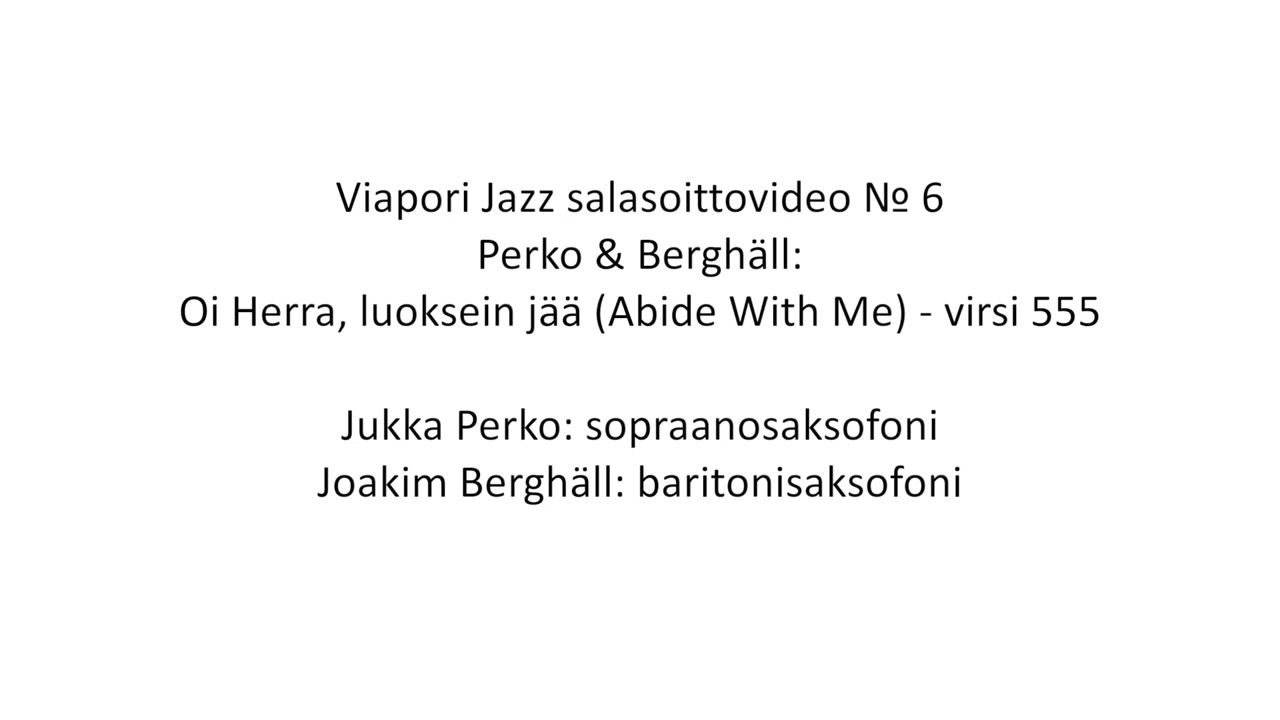 Viapori Jazz salasoittovideo № 6
Perko & Berghäll:
Oi Herra, luoksein jää (Abide With Me) - virsi 555
Jukka Perko: sopraanosaksofoni
Joakim Berghäll: baritonisaksofoni